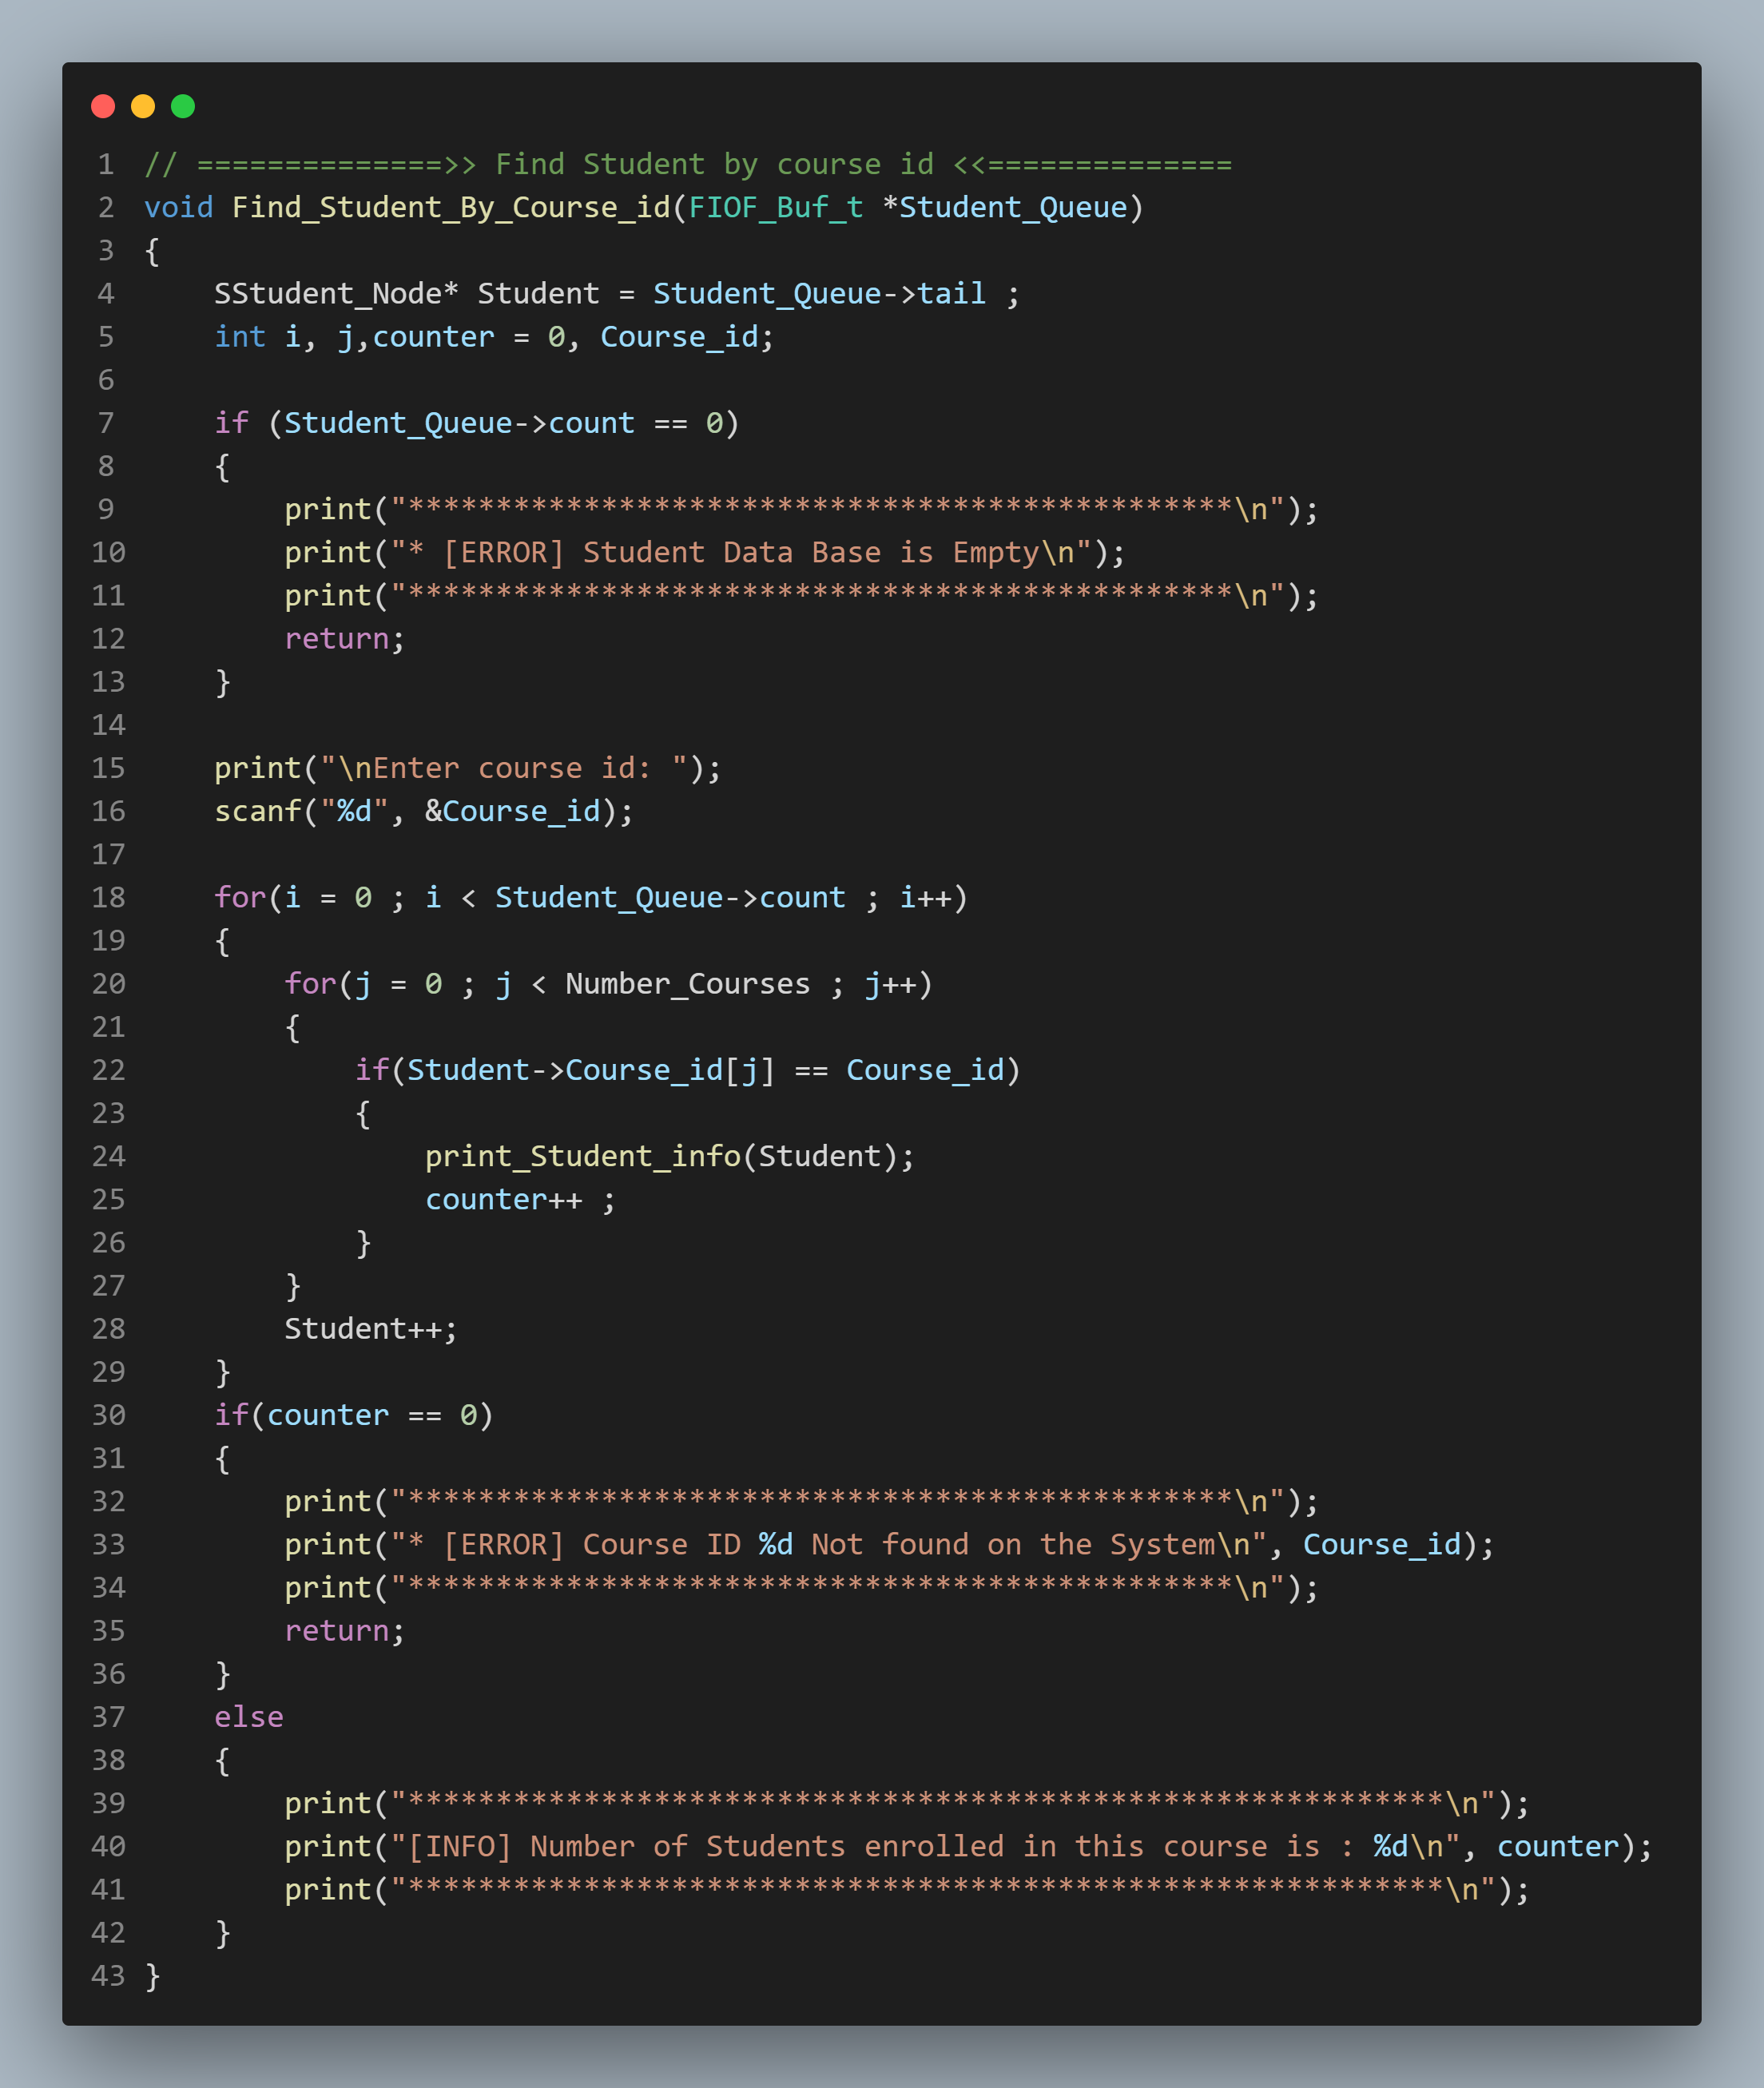 1 // ==============>> Find Student by course id <<==============
2 void Find_Student_By_Course_id(FIOF_Buf_t *Student_Queue)
3 {
4     SStudent_Node* Student = Student_Queue->tail ;
5     int i, j,counter = 0, Course_id;
6
7     if (Student_Queue->count == 0)
8     {
9         print("***********************************************\n");
10         print("* [ERROR] Student Data Base is Empty\n");
11         print("***********************************************\n");
12         return;
13     }
14
15     print("\nEnter course id: ");
16     scanf("%d", &Course_id);
17
18     for(i = 0 ; i < Student_Queue->count ; i++)
19     {
20         for(j = 0 ; j < Number_Courses ; j++)
21         {
22             if(Student->Course_id[j] == Course_id)
23             {
24                 print_Student_info(Student);
25                 counter++ ;
26             }
27         }
28         Student++;
29     }
30     if(counter == 0)
31     {
32         print("***********************************************\n");
33         print("* [ERROR] Course ID %d Not found on the System\n", Course_id);
34         print("***********************************************\n");
35         return;
36     }
37     else
38     {
39         print("***********************************************************\n");
40         print("[INFO] Number of Students enrolled in this course is : %d\n", counter);
41         print("***********************************************************\n");
42     }
43 }